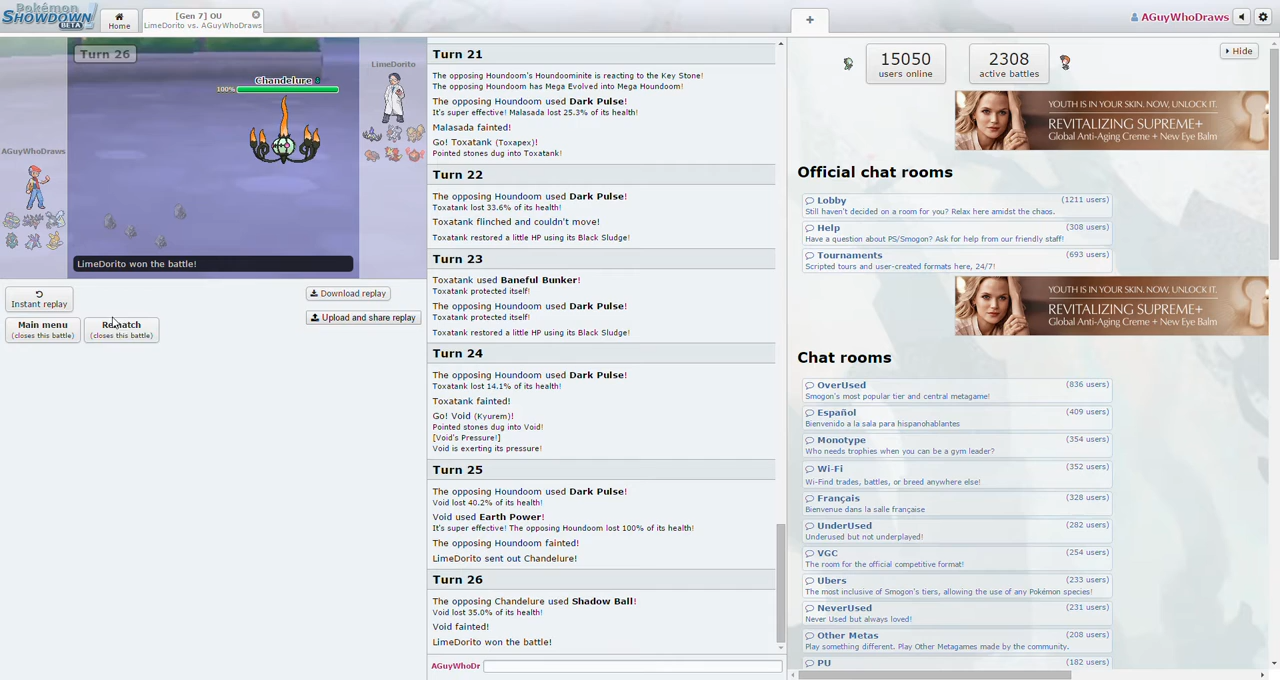 Pokémon
SHOWDOWN
BETA
Home
[Gen 7] OU
LimeDorito vs. AGuyWhoDraws
+
AGuyWhoDraws
Turn 26
Chandelure
100%
LimeDorito
AGuyWhoDraws
LimeDorito won the battle!
Instant replay
Download replay
Upload and share replay
Main menu
(closes this battle)
Rematch
(closes this battle)
Turn 21
The opposing Houndoom's Houndoominite is reacting to the Key Stone!
The opposing Houndoom has Mega Evolved into Mega Houndoom!
The opposing Houndoom used Dark Pulse!
It's super effective! Malasada lost 25.3% of its health!
Malasada fainted!
Go! Toxatank (Toxapex)!
Pointed stones dug into Toxatank!
Turn 22
The opposing Houndoom used Dark Pulse!
Toxatank lost 33.6% of its health!
Toxatank flinched and couldn't move!
Toxatank restored a little HP using its Black Sludge!
Turn 23
Toxatank used Baneful Bunker!
Toxatank protected itself!
The opposing Houndoom used Dark Pulse!
Toxatank protected itself!
Toxatank restored a little HP using its Black Sludge!
Turn 24
The opposing Houndoom used Dark Pulse!
Toxatank lost 14.1% of its health!
Toxatank fainted!
Go! Void (Kyurem)!
Pointed stones dug into Void!
[Void's Pressure!]
Void is exerting its pressure!
Turn 25
The opposing Houndoom used Dark Pulse!
Void lost 40.2% of its health!
Void used Earth Power!
It's super effective! The opposing Houndoom lost 100% of its health!
The opposing Houndoom fainted!
LimeDorito sent out Chandelure!
Turn 26
The opposing Chandelure used Shadow Ball!
Void lost 35.0% of its health!
Void fainted!
LimeDorito won the battle!
AGuyWhoDr
15050
users online
2308
active battles
Hide
YOUTH IS IN YOUR SKIN. NOW, UNLOCK IT.
REVITALIZING SUPREME+
Global Anti-Aging Creme + New Eye Balm
Official chat rooms
Lobby (1211 users)
Still haven't decided on a room for you? Relax here amidst the chaos.
Help (308 users)
Have a question about PS/Smogon? Ask for help from our friendly staff!
Tournaments (693 users)
Scripted tours and user-created formats here, 24/7!
YOUTH IS IN YOUR SKIN. NOW, UNLOCK IT.
REVITALIZING SUPREME+
Global Anti-Aging Creme + New Eye Balm
Chat rooms
OverUsed (836 users)
Smogon's most popular tier and central metagame!
Español (409 users)
Bienvenido a la sala para hispanohablantes
Monotype (354 users)
Who needs trophies when you can be a gym leader?
Wi-Fi (352 users)
Wi-Find trades, battles, or breed anywhere else!
Français (328 users)
Bienvenue dans la salle française
UnderUsed (282 users)
Underused but not underplayed!
VGC (254 users)
The room for the official competitive format!
Ubers (233 users)
The most inclusive of Smogon's tiers, allowing the use of any Pokémon species!
NeverUsed (231 users)
Never Used but always loved!
Other Metas (208 users)
Play something different. Play Other Metagames made by the community.
PU (182 users)